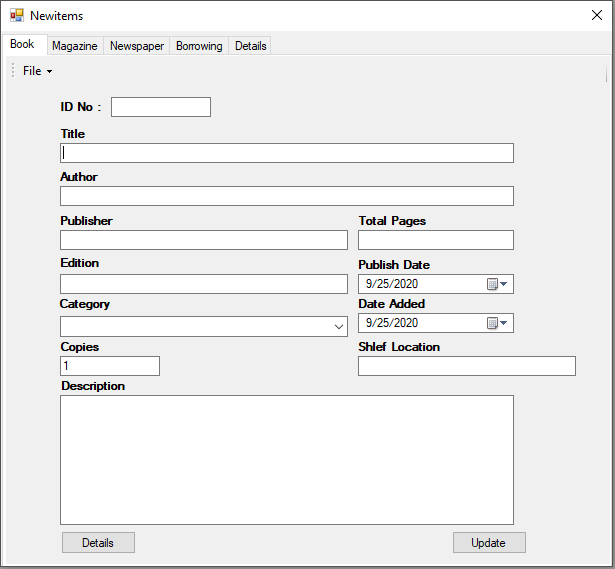 Newitems
Book Magazine Newspaper Borrowing Details
File
ID No :
Title
Author
Publisher Total Pages
Edition Publish Date
9/25/2020
Category Date Added
9/25/2020
Copies Shlef Location
1
Description
Details Update